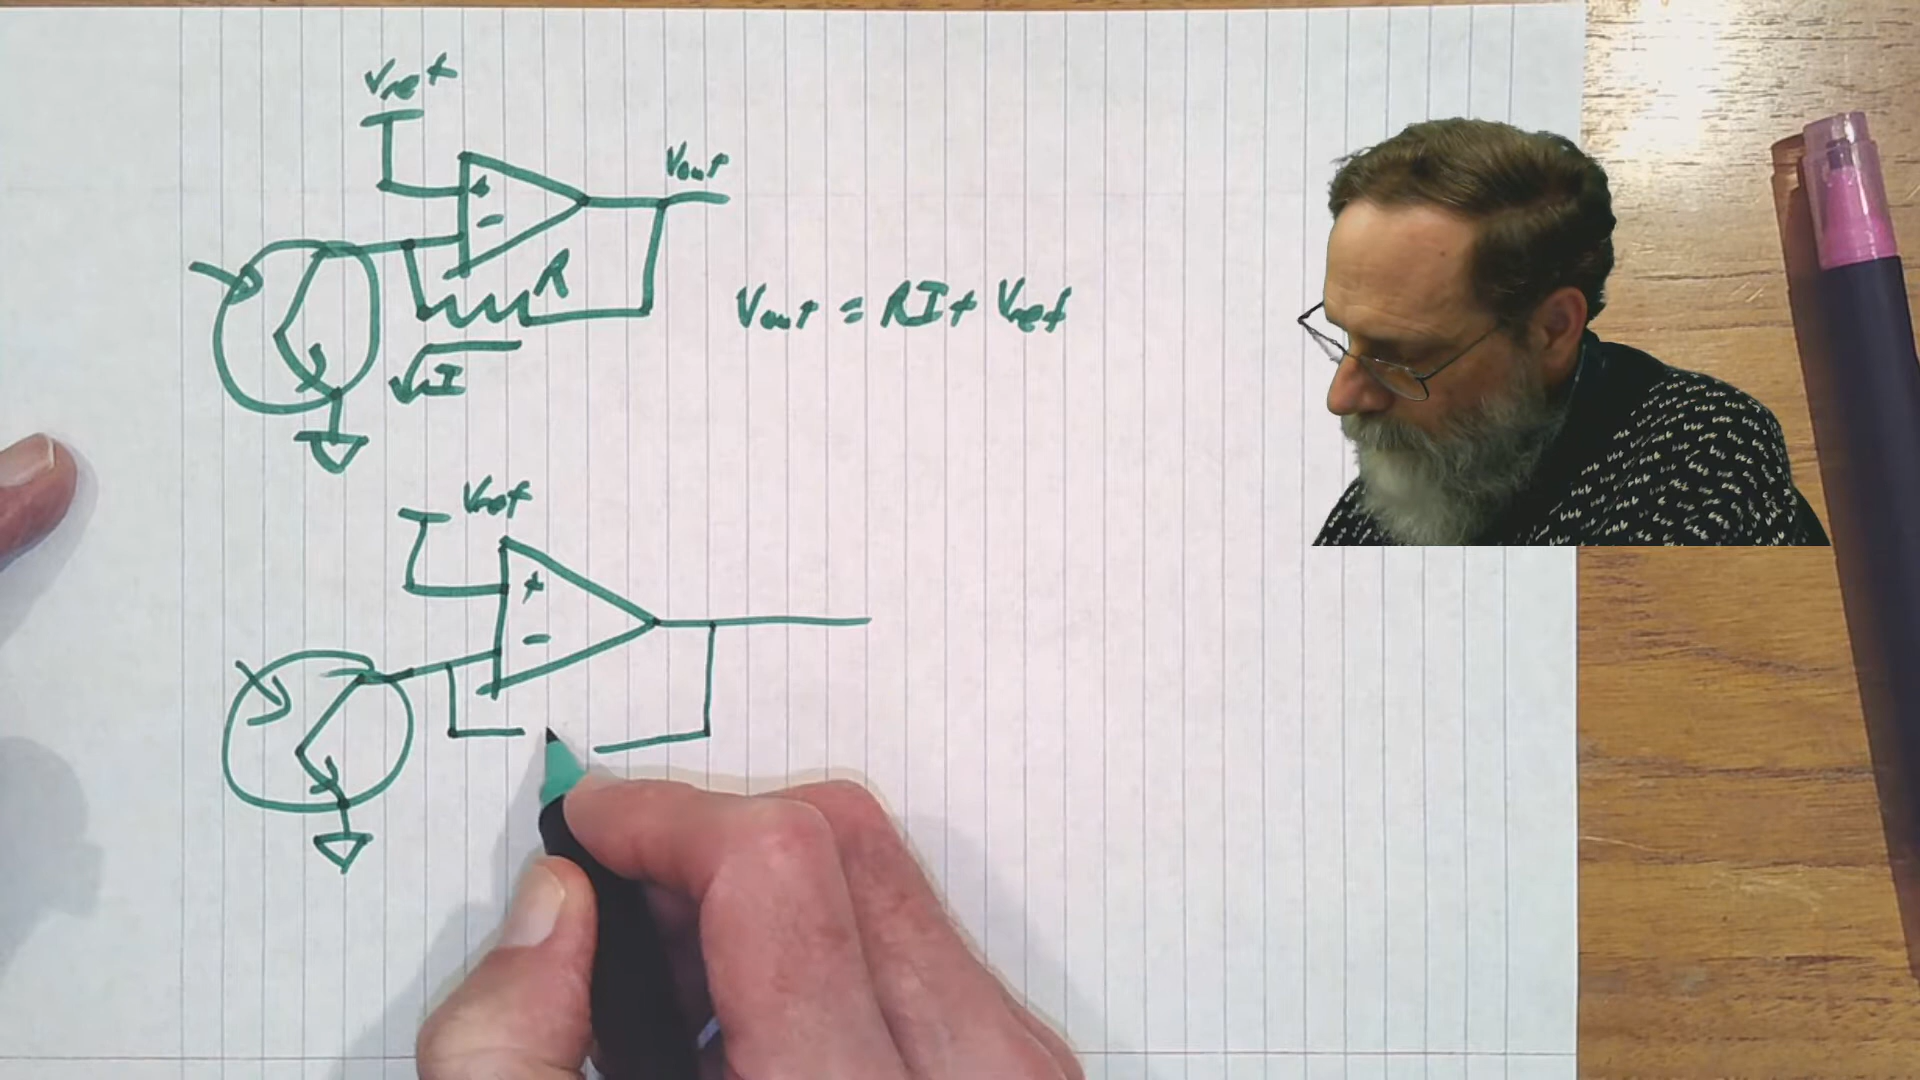 Vref
+
-
Vout
R
Vout = RI + Vref
I
Vref
+
-